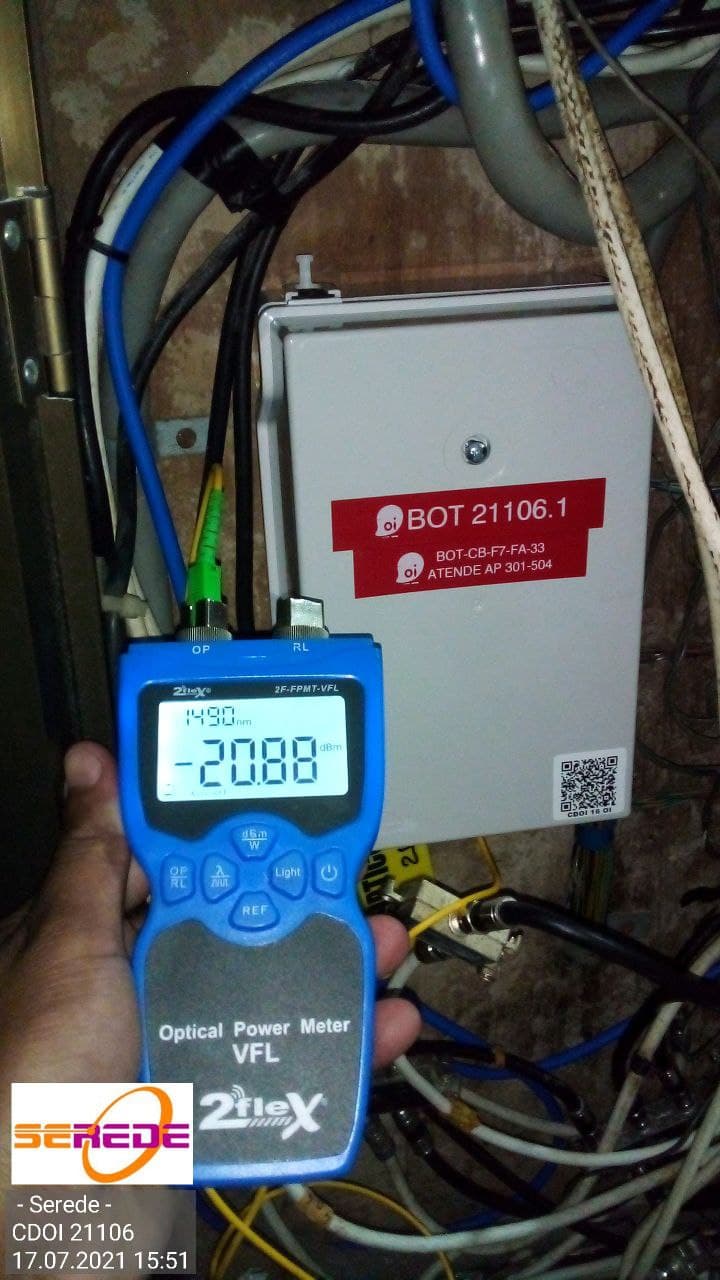 oi BOT 21106.1
oi BOT-CB-F7-FA-33
ATENDE AP 301-504
OP RL
2fleX® 2F-FPMT-VFL
1490nm
-20.88 dBm
dBm
W
OP
RL
λ
Light
REF
CDOI 16 OI
Optical Power Meter
VFL
2fleX®
SEREDE
- Serede -
CDOI 21106
17.07.2021 15:51